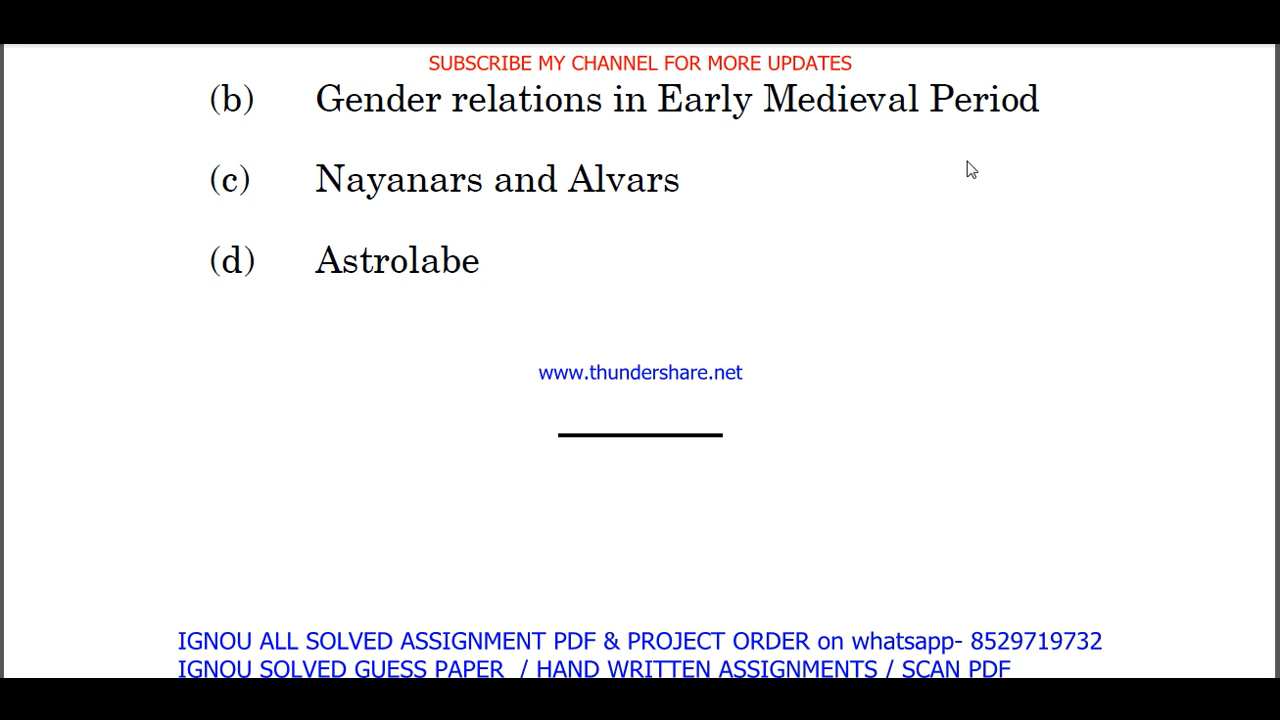 SUBSCRIBE MY CHANNEL FOR MORE UPDATES
(b) Gender relations in Early Medieval Period
(c) Nayanars and Alvars
(d) Astrolabe
www.thundershare.net
IGNOU ALL SOLVED ASSIGNMENT PDF & PROJECT ORDER on whatsapp- 8529719732
IGNOU SOLVED GUESS PAPER / HAND WRITTEN ASSIGNMENTS / SCAN PDF